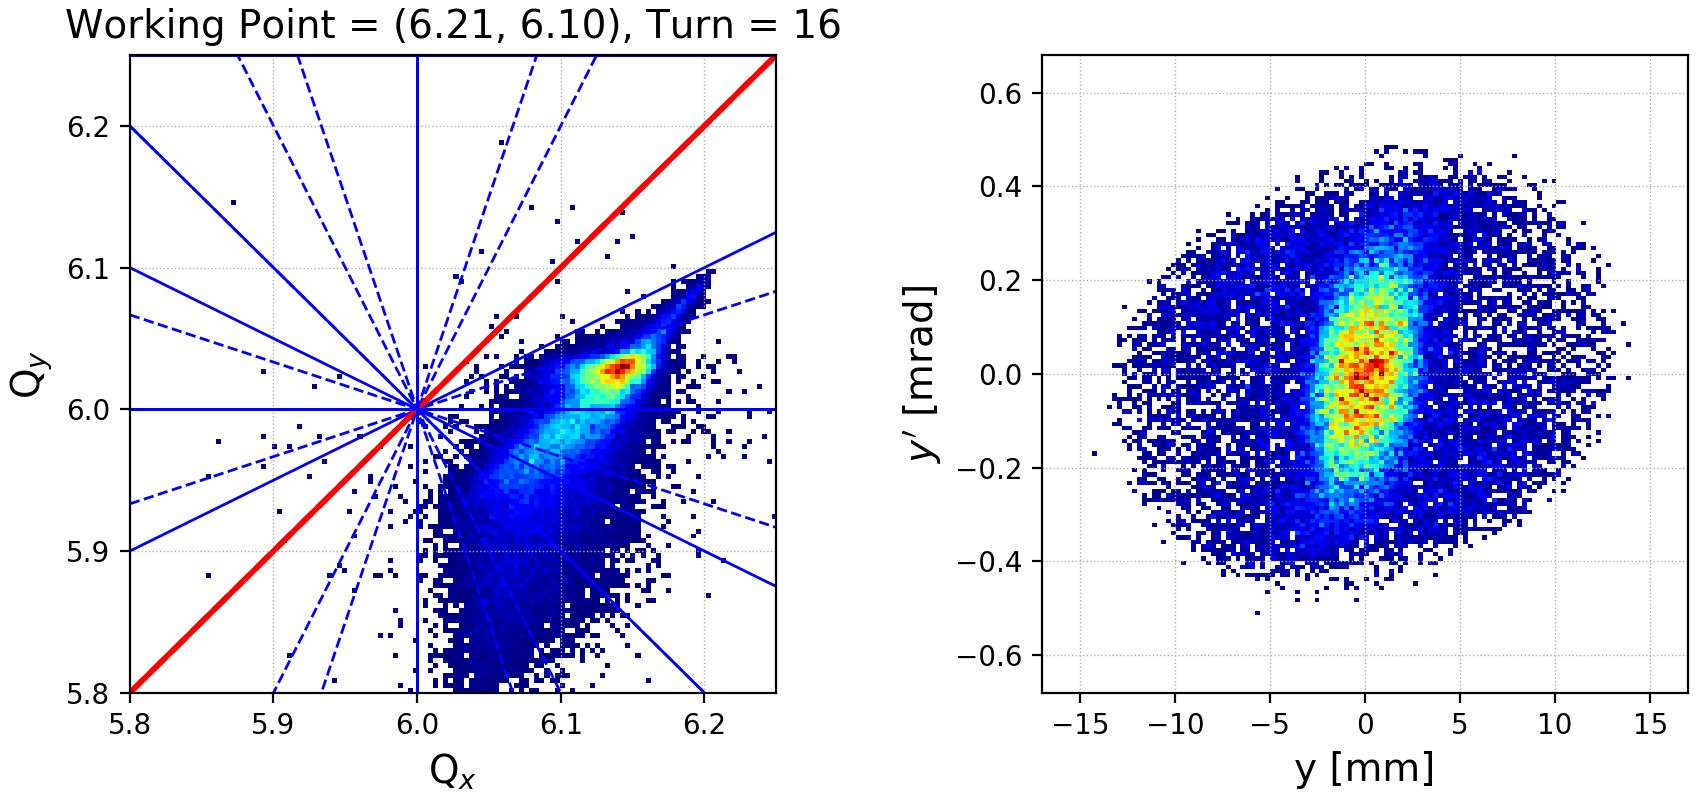 Working Point = (6.21, 6.10), Turn = 16
6.2
6.1
6.0
5.9
5.8
Qy
5.8 5.9 6.0 6.1 6.2
Qx
0.6
0.4
0.2
0.0
−0.2
−0.4
−0.6
y′ [mrad]
−15 −10 −5 0 5 10 15
y [mm]